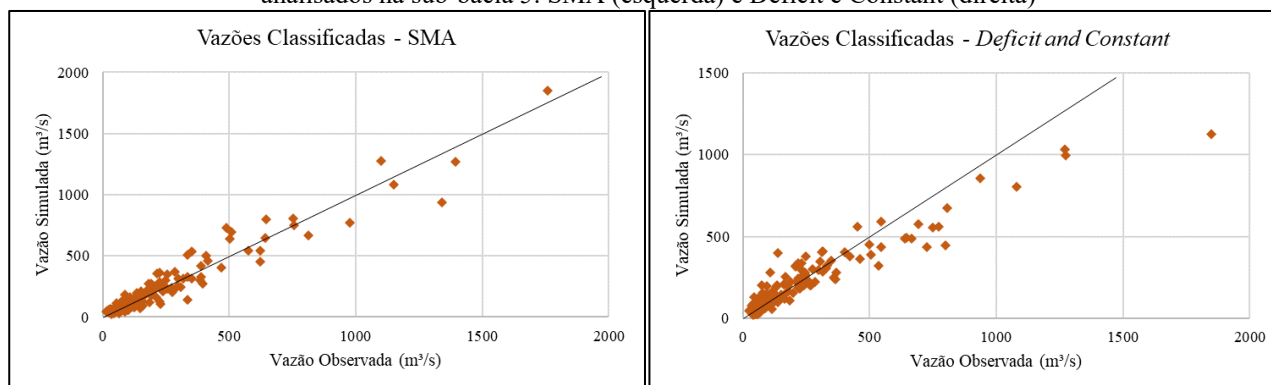 analisados na sub-bacia 5: SMA (esquerda) e Deficit e Constant (direita)
Vazões Classificadas - SMA
Vazão Simulada (m³/s)
2000
1500
1000
500
0
0 500 1000 1500 2000
Vazão Observada (m³/s)
Vazões Classificadas - Deficit and Constant
Vazão Simulada (m³/s)
1500
1000
500
0
0 500 1000 1500 2000
Vazão Observada (m³/s)